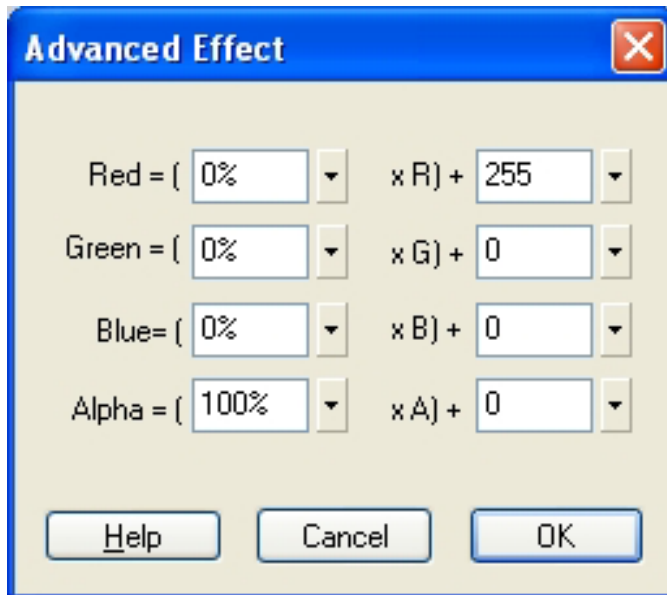 Advanced Effect
Red = ( 0% x R) + 255
Green = ( 0% x G) + 0
Blue= ( 0% x B) + 0
Alpha = ( 100% x A) + 0
Help Cancel OK